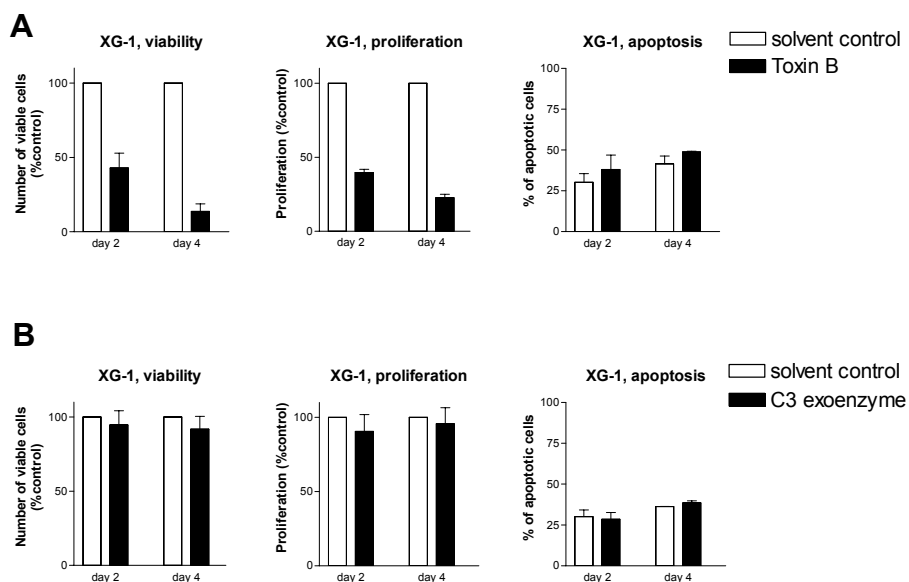 A
XG-1, viability
Number of viable cells
(%control)
100
50
0
day 2
day 4
XG-1, proliferation
Proliferation (%control)
100
50
0
day 2
day 4
XG-1, apoptosis
% of apoptotic cells
100
75
50
25
0
day 2
day 4
solvent control
Toxin B
B
XG-1, viability
Number of viable cells
(%control)
100
50
0
day 2
day 4
XG-1, proliferation
Proliferation (%control)
100
50
0
day 2
day 4
XG-1, apoptosis
% of apoptotic cells
100
75
50
25
0
day 2
day 4
solvent control
C3 exoenzyme